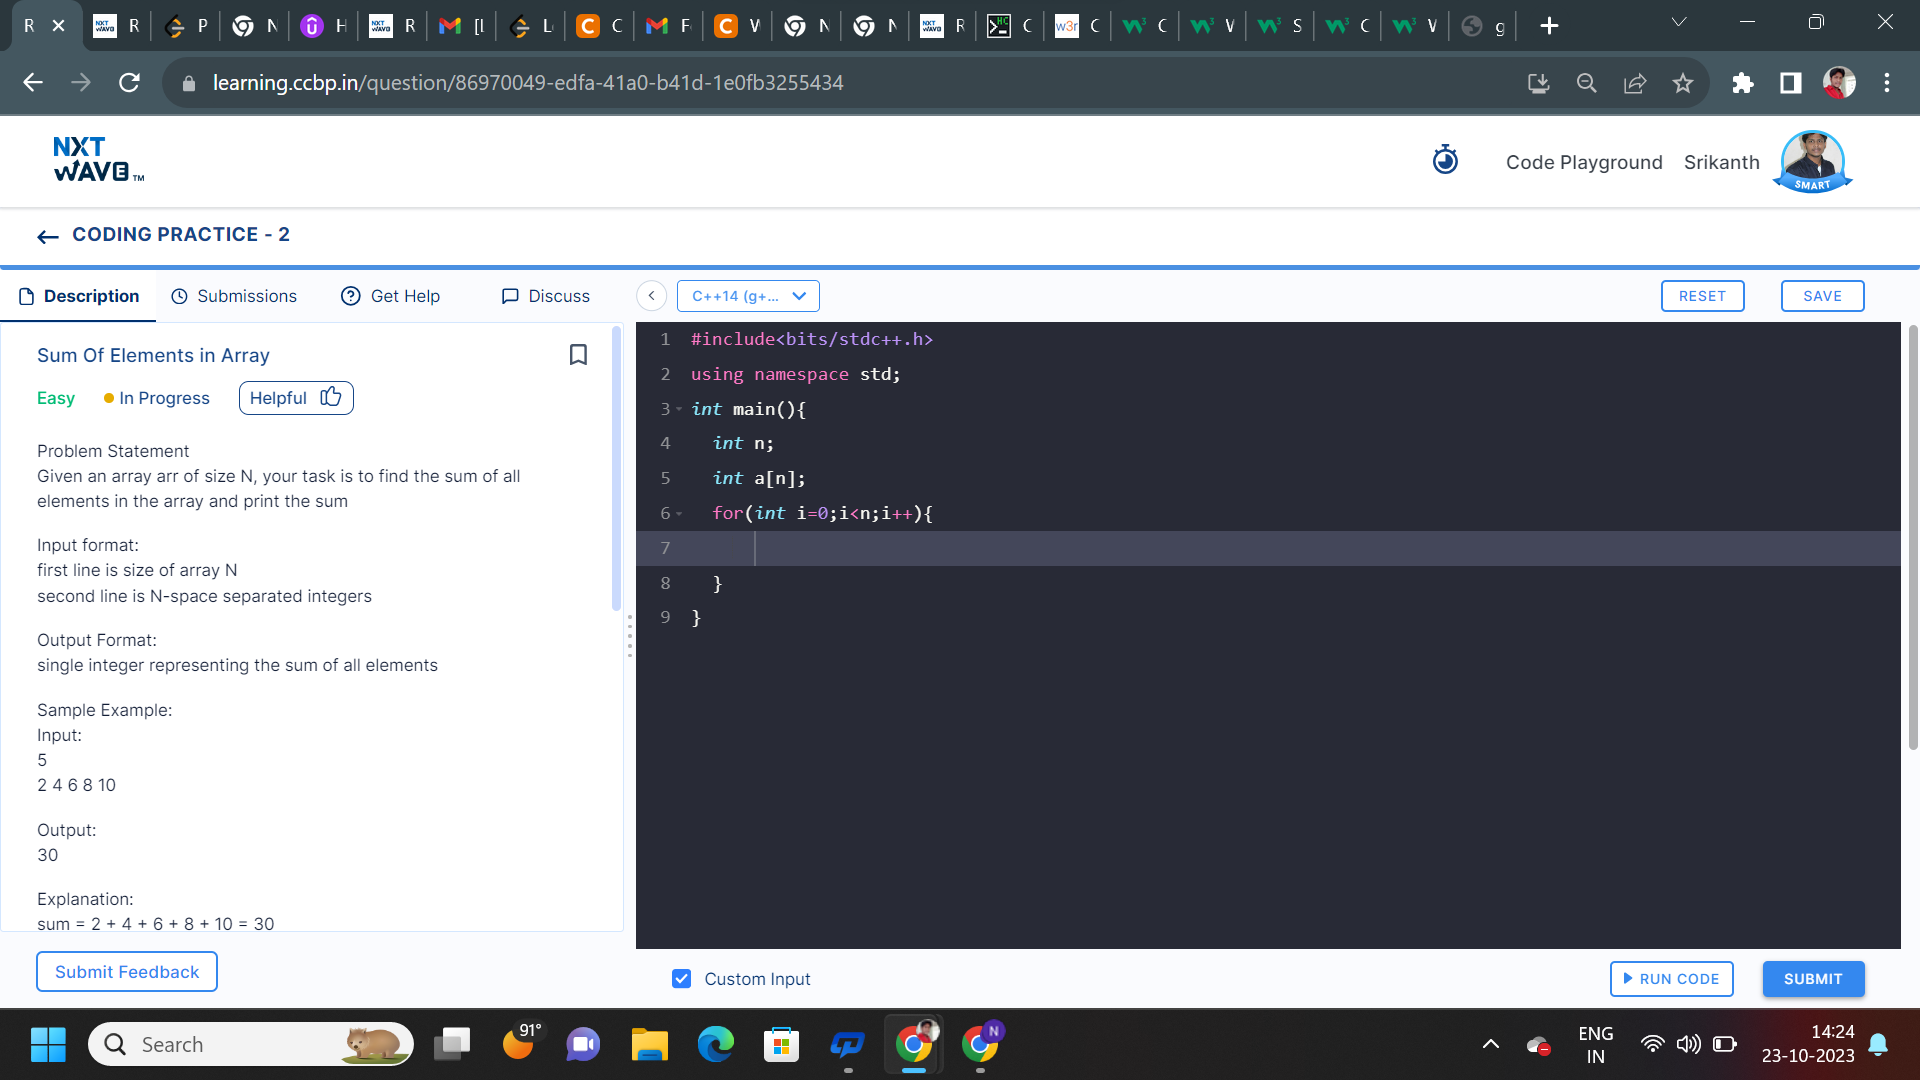 R
R
P
N
H
R
[L
L
C
F
V
N
N
R
C
C
C
V
S
C
V
g
learning.ccbp.in/question/86970049-edfa-41a0-b41d-1e0fb3255434
NXT
WAVE TM
Code Playground
Srikanth
SMART
CODING PRACTICE - 2
Description
Submissions
Get Help
Discuss
C++14 (g+...
RESET
SAVE
Sum Of Elements in Array
Easy
In Progress
Helpful
Problem Statement
Given an array arr of size N, your task is to find the sum of all
elements in the array and print the sum
Input format:
first line is size of array N
second line is N-space separated integers
Output Format:
single integer representing the sum of all elements
Sample Example:
Input:
5
2 4 6 8 10
Output:
30
Explanation:
sum = 2 + 4 + 6 + 8 + 10 = 30
Submit Feedback
1 #include<bits/stdc++.h>
2 using namespace std;
3 int main(){
4 int n;
5 int a[n];
6 for(int i=0;i<n;i++){
7
8 }
9 }
Custom Input
RUN CODE
SUBMIT
Search
91°
N
ENG
IN
14:24
23-10-2023